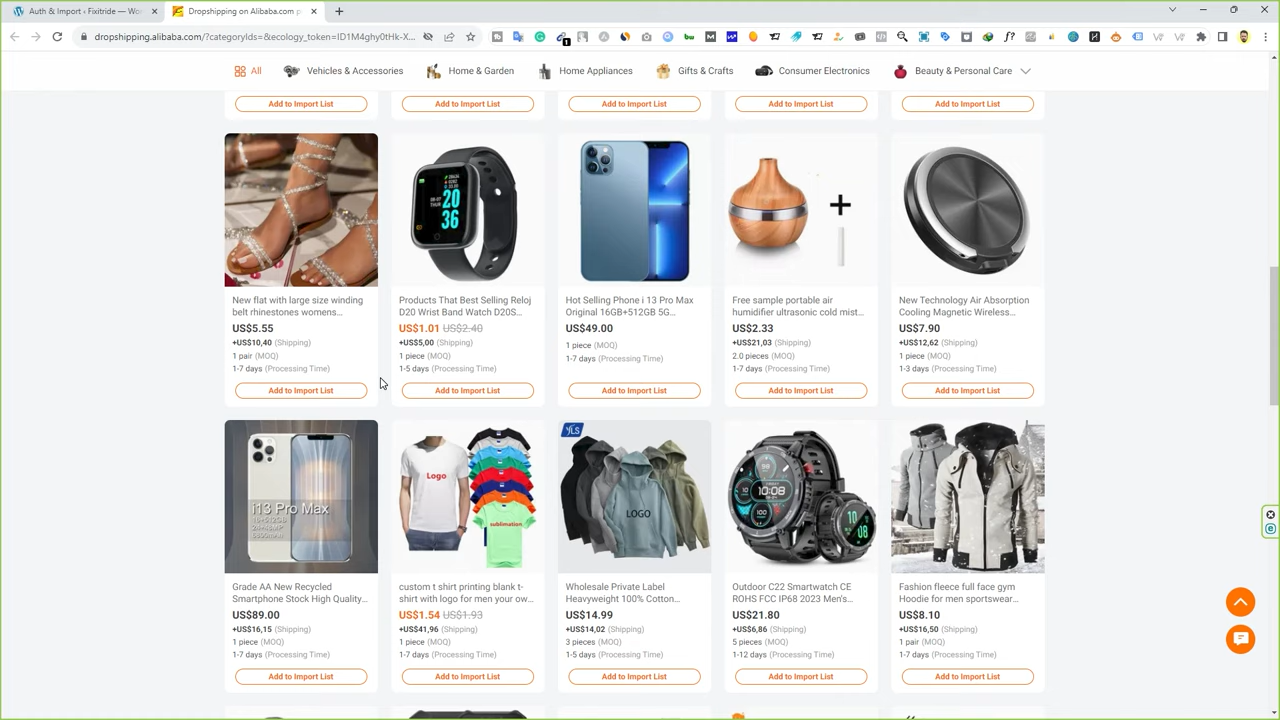 Auth & Import ‹ Fixitride — Wor
Dropshipping on Alibaba.com p
dropshipping.alibaba.com/?categoryIds=&ecology_token=ID1M4ghy0tHk-X...
All
Vehicles & Accessories
Home & Garden
Home Appliances
Gifts & Crafts
Consumer Electronics
Beauty & Personal Care
Add to Import List
Add to Import List
Add to Import List
Add to Import List
Add to Import List
20
36
New flat with large size winding
belt rhinestones womens...
US$5.55
+US$10,40 (Shipping)
1 pair (MOQ)
1-7 days (Processing Time)
Add to Import List
Products That Best Selling Reloj
D20 Wrist Band Watch D20S...
US$1.01 US$2.40
+US$5,00 (Shipping)
1 piece (MOQ)
1-5 days (Processing Time)
Add to Import List
Hot Selling Phone i 13 Pro Max
Original 16GB+512GB 5G...
US$49.00
1 piece (MOQ)
1-7 days (Processing Time)
Add to Import List
Free sample portable air
humidifier ultrasonic cold mist...
US$2.33
+US$21,03 (Shipping)
2.0 pieces (MOQ)
1-7 days (Processing Time)
Add to Import List
New Technology Air Absorption
Cooling Magnetic Wireless...
US$7.90
+US$12,62 (Shipping)
1 piece (MOQ)
1-3 days (Processing Time)
Add to Import List
i13 Pro Max
Grade AA New Recycled
Smartphone Stock High Quality...
US$89.00
+US$16,15 (Shipping)
1 piece (MOQ)
1-7 days (Processing Time)
Add to Import List
Logo
sublimation
custom t shirt printing blank t-
shirt with logo for men your ow...
US$1.54 US$1.93
+US$41,96 (Shipping)
1 piece (MOQ)
1-7 days (Processing Time)
Add to Import List
YLS
LOGO
Wholesale Private Label
Heavyweight 100% Cotton...
US$14.99
+US$14,02 (Shipping)
3 pieces (MOQ)
1-5 days (Processing Time)
Add to Import List
10:08
Outdoor C22 Smartwatch CE
ROHS FCC IP68 2023 Men's...
US$21.80
+US$6,86 (Shipping)
5 pieces (MOQ)
1-12 days (Processing Time)
Add to Import List
Fashion fleece full face gym
Hoodie for men sportswear...
US$8.10
+US$16,50 (Shipping)
1 pair (MOQ)
1-7 days (Processing Time)
Add to Import List